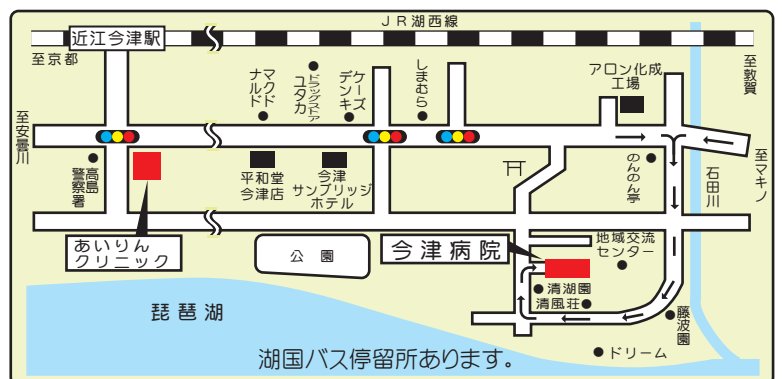 JR湖西線
近江今津駅
至京都
至敦賀
マクド
ナルド
ドラッグストア
ユタカ
ケーズ
デンキ
しまむら
アロン化成
工場
至安曇川
至マキノ
高島
警察署
平和堂
今津店
今津
サンブリッジ
ホテル
のんのん亭
石田川
あいりん
クリニック
公園
今津病院
地域交流
センター
清湖園
清風荘
藤波園
琵琶湖
湖国バス停留所あります。
ドリーム